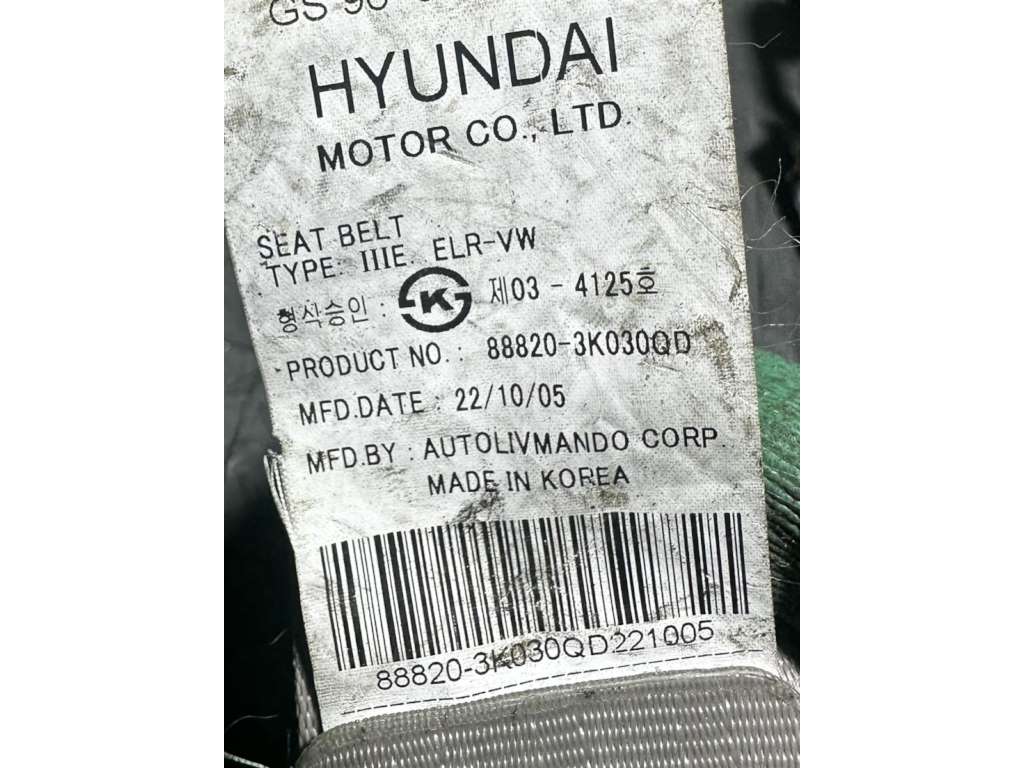 GS 96
HYUNDAI
MOTOR CO., LTD.
SEAT BELT
TYPE: IIIE. ELR-VW
형식승인 : K 제03 - 4125호
PRODUCT NO. : 88820-3K030QD
MFD.DATE : 22/10/05
MFD.BY : AUTOLIVMANDO CORP.
MADE IN KOREA
88820-3K030QD221005